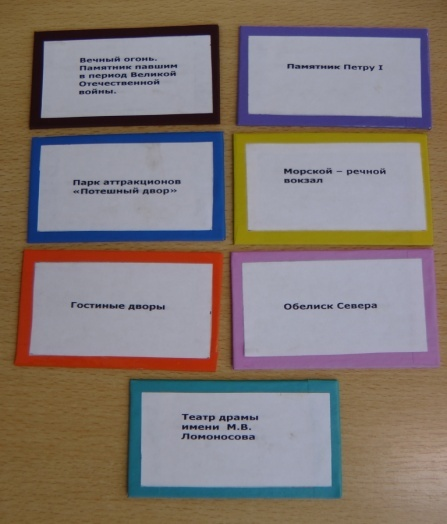 Вечный огонь.
Памятник павшим
в период Великой
Отечественной
войны.
Памятник Петру I
Парк аттракционов
«Потешный двор»
Морской – речной
вокзал
Гостиные дворы
Обелиск Севера
Театр драмы
имени М.В.
Ломоносова